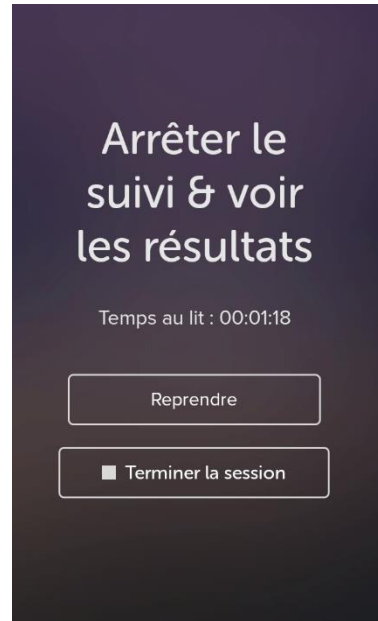 Arrêter le
suivi & voir
les résultats
Temps au lit : 00:01:18
Reprendre
Terminer la session